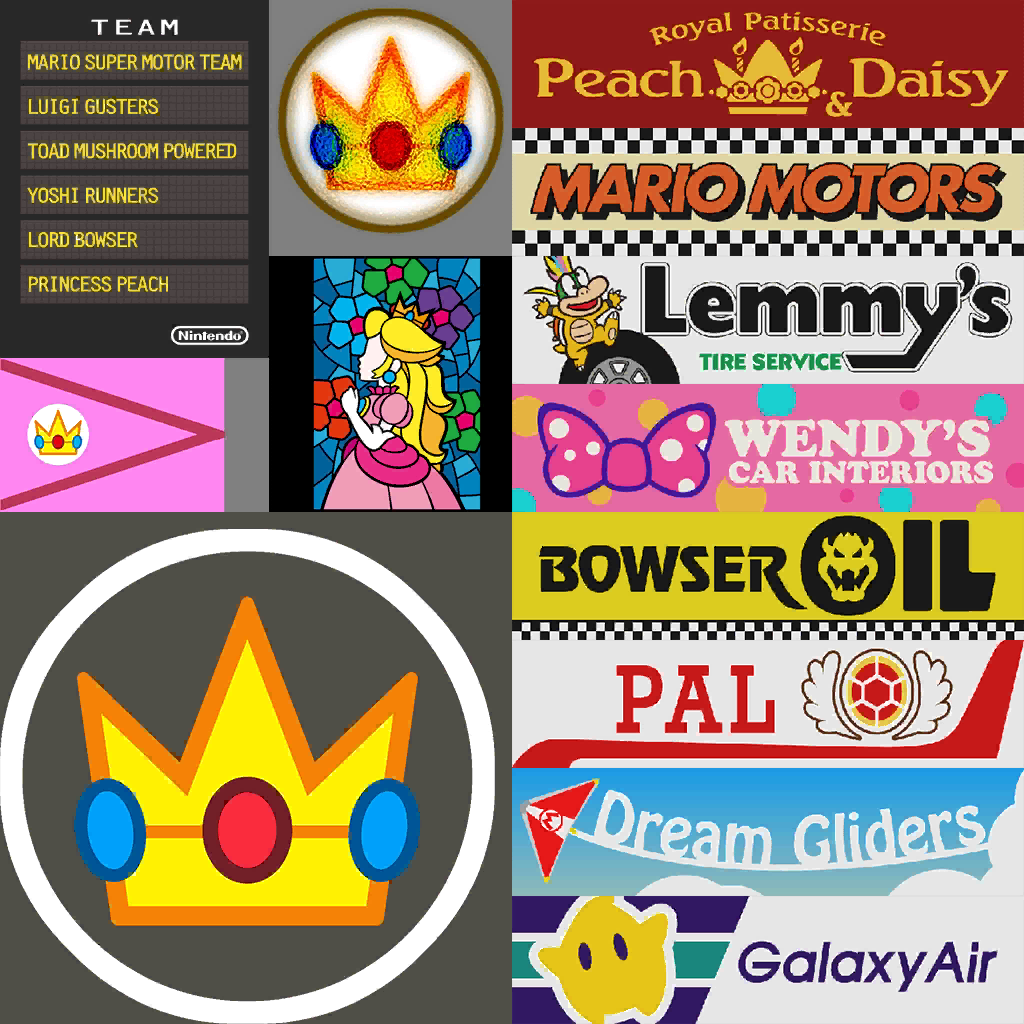 TEAM
MARIO SUPER MOTOR TEAM
LUIGI GUSTERS
TOAD MUSHROOM POWERED
YOSHI RUNNERS
LORD BOWSER
PRINCESS PEACH
Nintendo
Royal Patisserie
Peach & Daisy
MARIO MOTORS
Lemmy's
TIRE SERVICE
WENDY'S
CAR INTERIORS
BOWSER OIL
PAL
Dream Gliders
GalaxyAir